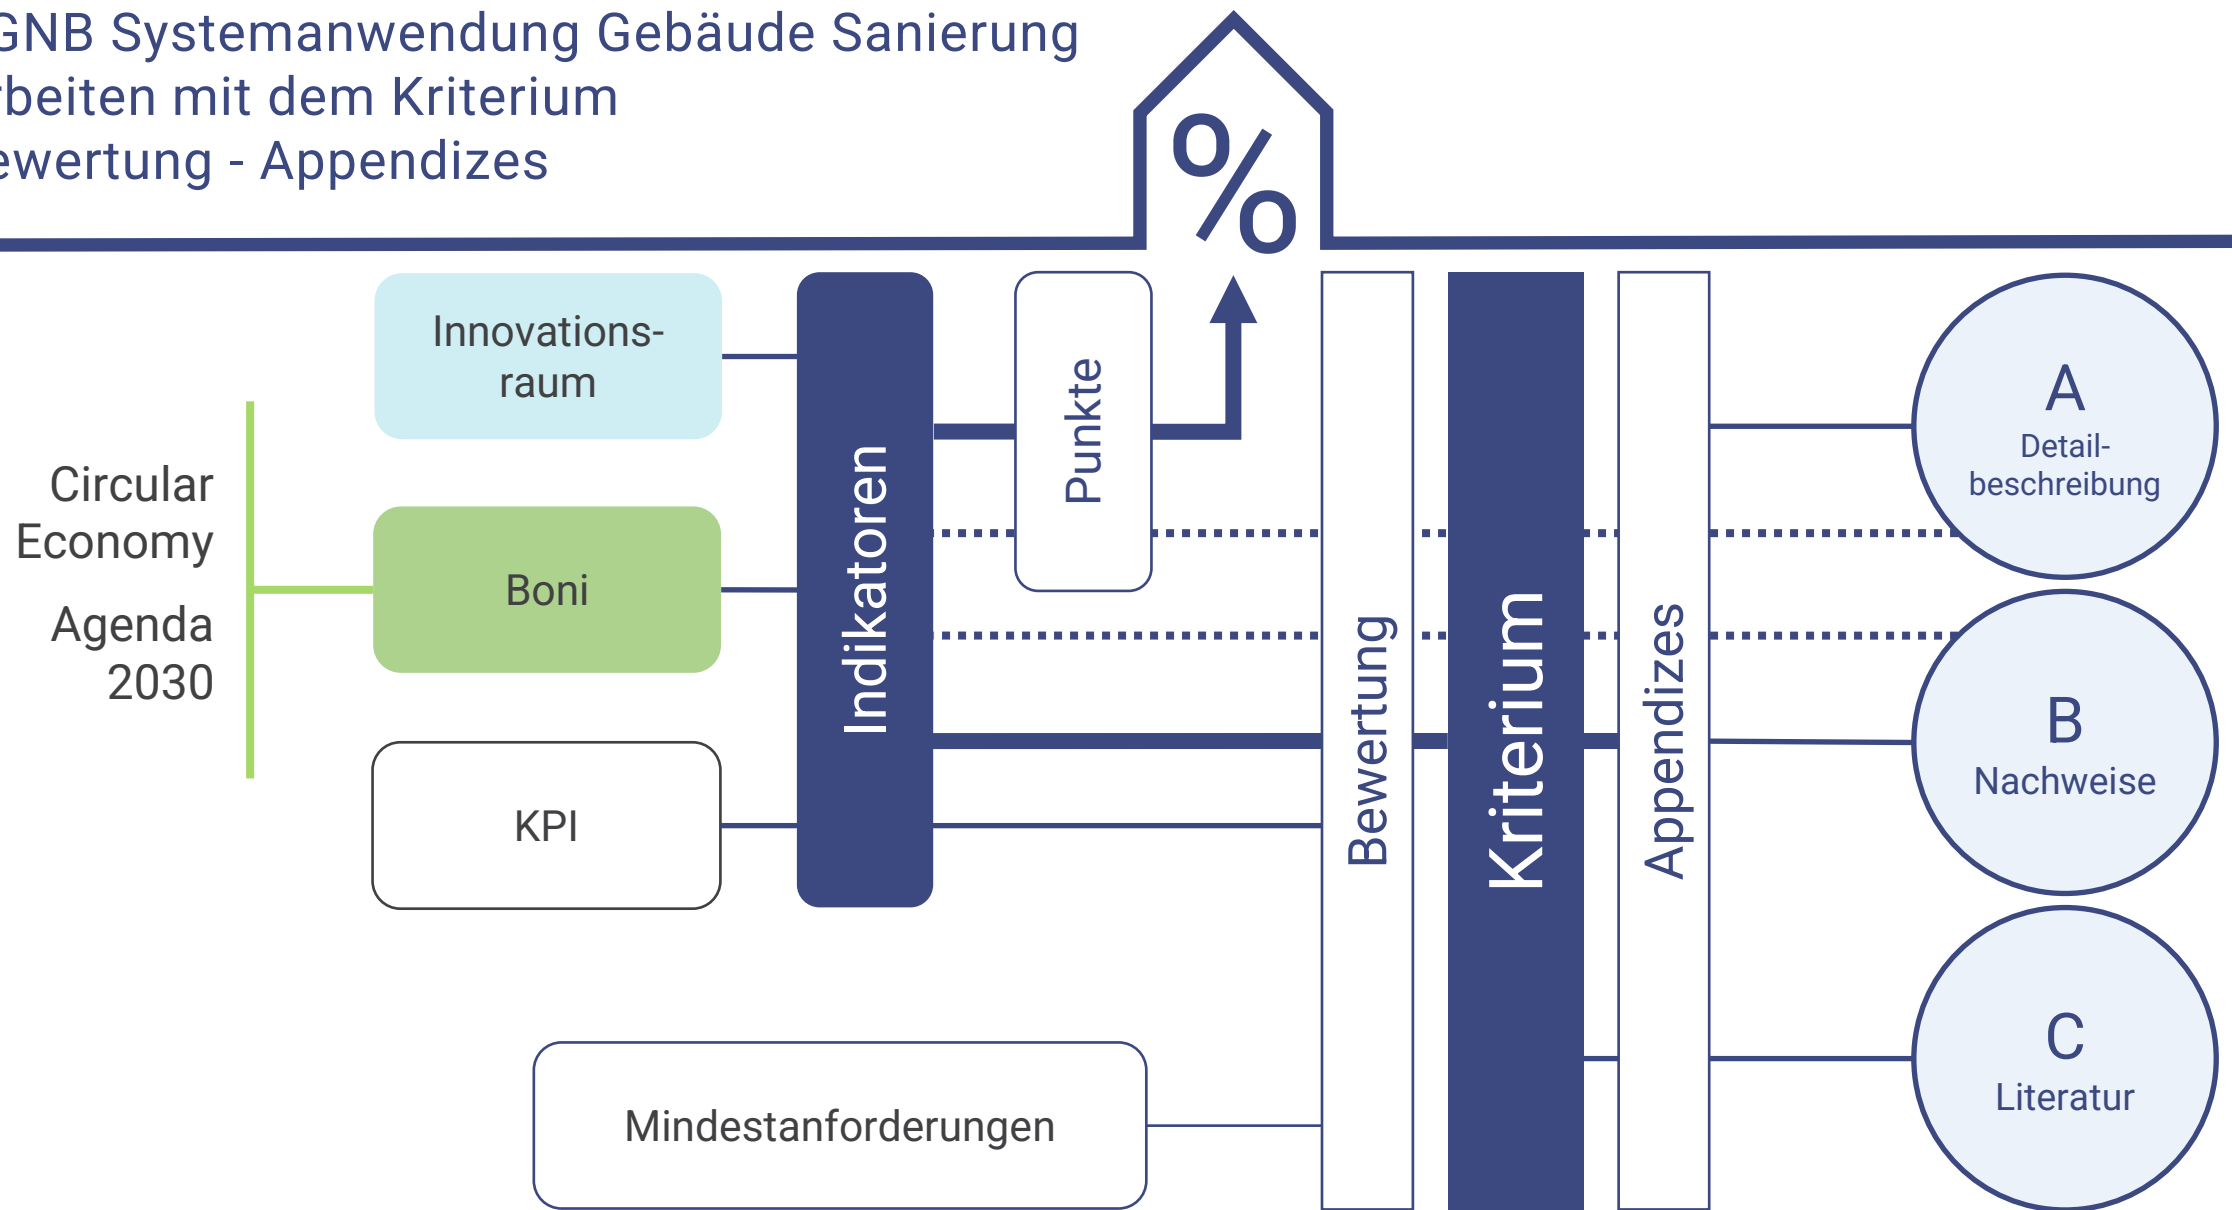 GNB Systemanwendung Gebäude Sanierung
rbeiten mit dem Kriterium
ewertung - Appendizes
%
Innovations-
raum
Circular
Economy
Agenda
2030
Boni
KPI
Indikatoren
Punkte
Mindestanforderungen
Bewertung
Kriterium
Appendizes
A
Detail-
beschreibung
B
Nachweise
C
Literatur